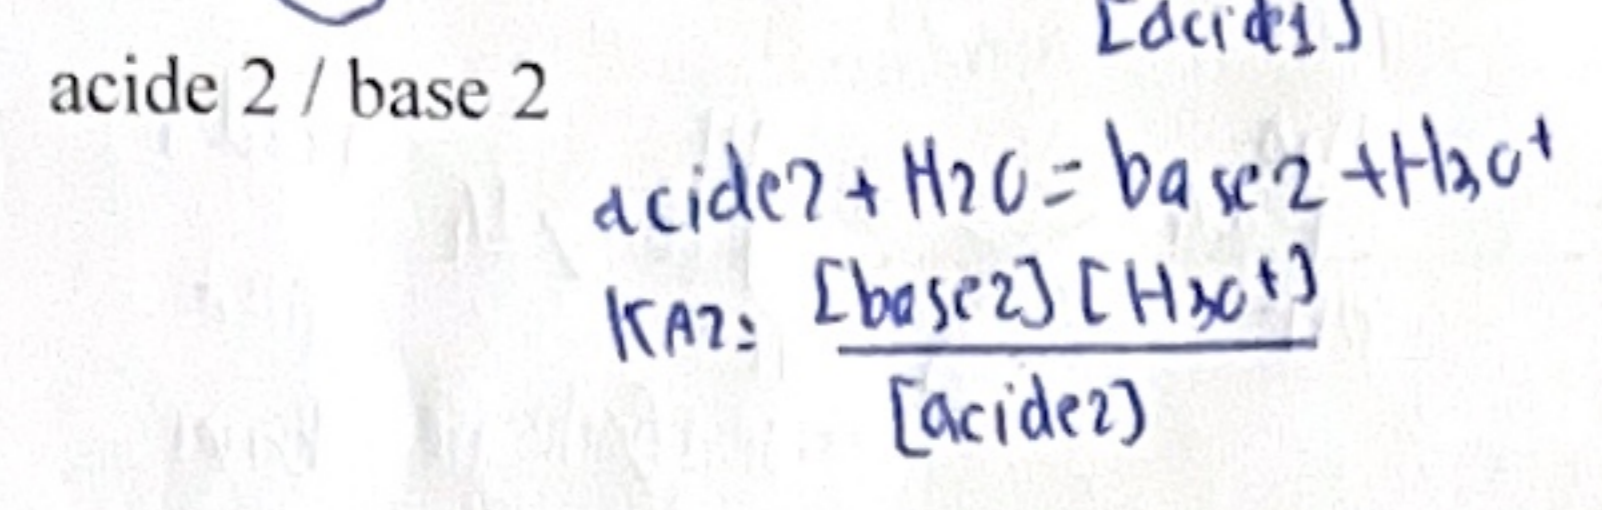 [acide1]
acide 2 / base 2
acide2 + H2O = base2 + H3O+
KA2 = [base2] [H3O+]
[acide2]